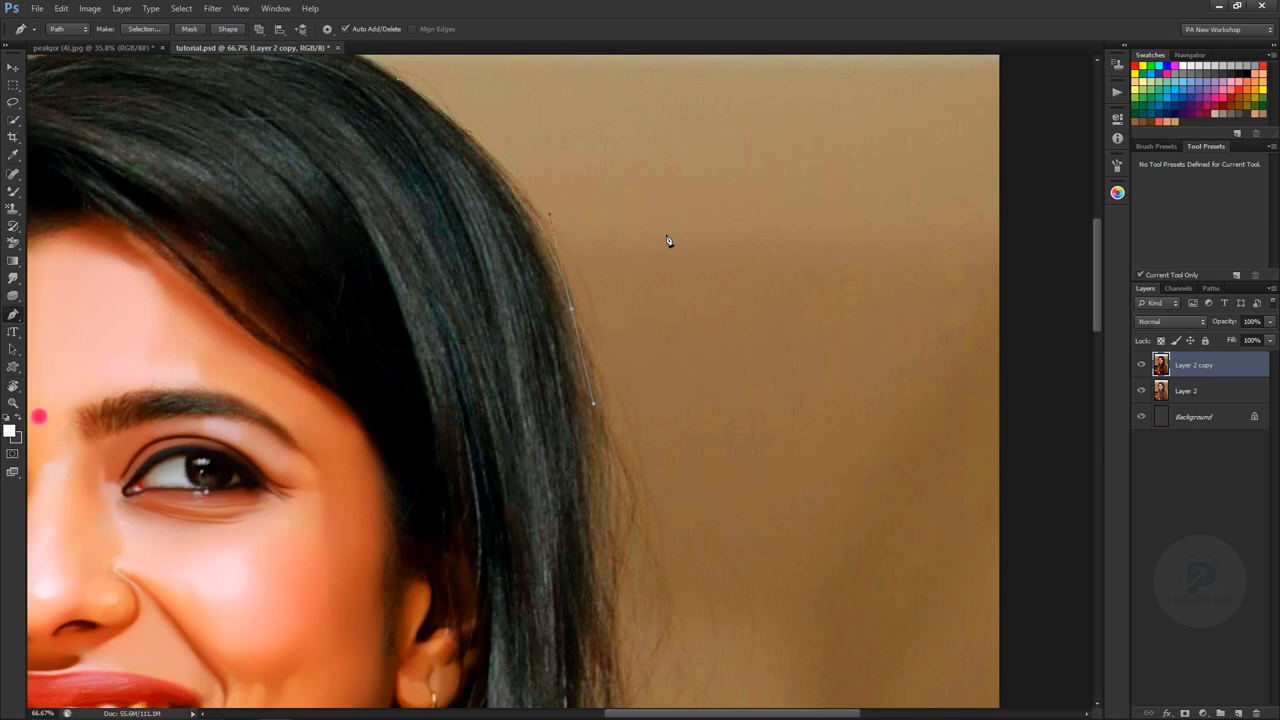 Ps File Edit Image Layer Type Select Filter View Window Help
Path Make: Selection... Mask Shape Auto Add/Delete Align Edges PA New Workshop
peakpx (4).jpg @ 35.8% (RGB/8#) * × tutorial.psd @ 66.7% (Layer 2 copy, RGB/8) * ×
Swatches Navigator
Brush Presets Tool Presets
No Tool Presets Defined for Current Tool.
Current Tool Only
Layers Channels Paths
Kind
Normal Opacity: 100%
Lock: Fill: 100%
Layer 2 copy
Layer 2
Background
66.67% Doc: 55.6M/111.1M